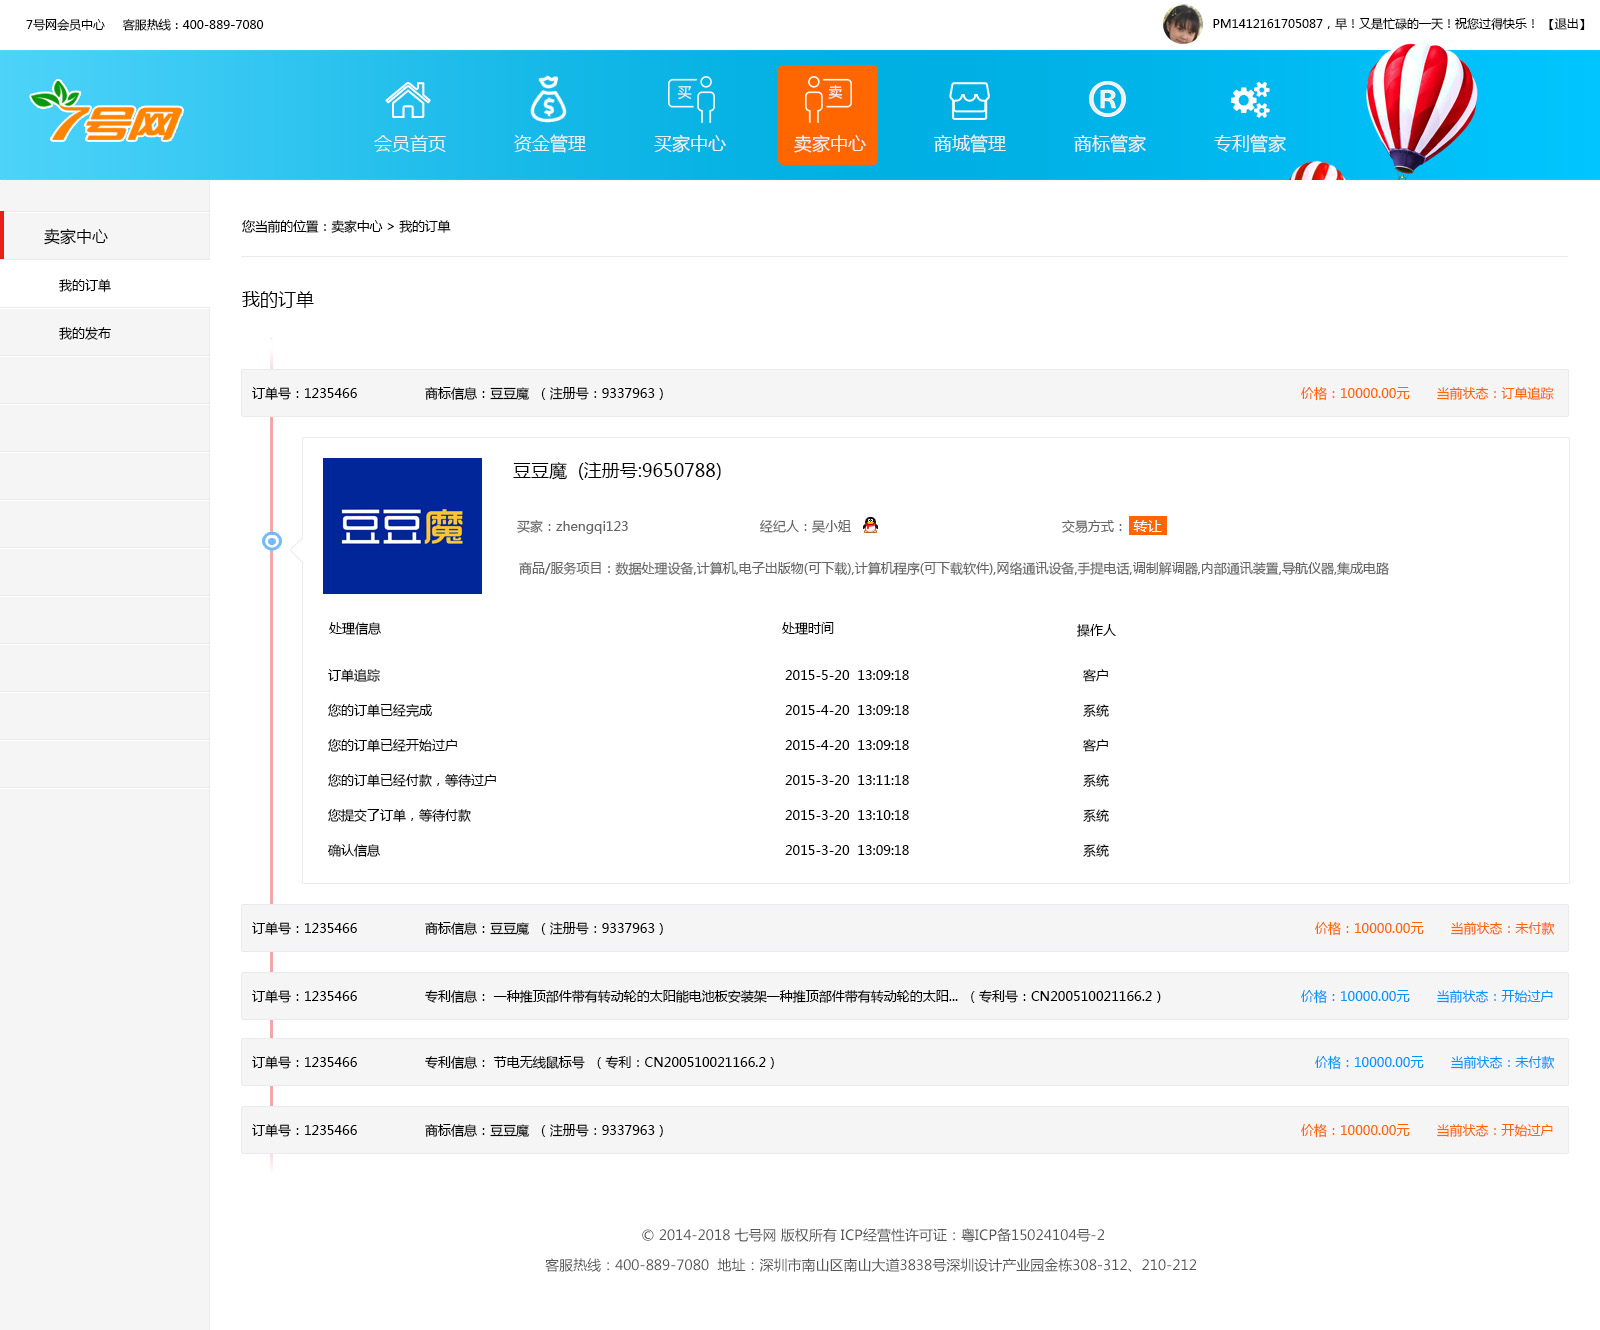 7号网会员中心 客服热线：400-889-7080
PM1412161705087，早！又是忙碌的一天！祝您过得快乐！【退出】
7号网
买
卖
会员首页 资金管理 买家中心 卖家中心 商城管理 商标管家 专利管家
卖家中心
我的订单
我的发布
您当前的位置：卖家中心 > 我的订单
我的订单
订单号：1235466 商标信息：豆豆魔 （注册号：9337963） 价格：10000.00元 当前状态：订单追踪
豆豆魔
豆豆魔 (注册号:9650788)
买家：zhengqi123 经纪人：吴小姐 交易方式：转让
商品/服务项目：数据处理设备,计算机,电子出版物(可下载),计算机程序(可下载软件),网络通讯设备,手提电话,调制解调器,内部通讯装置,导航仪器,集成电路
处理信息 处理时间 操作人
订单追踪 2015-5-20 13:09:18 客户
您的订单已经完成 2015-4-20 13:09:18 系统
您的订单已经开始过户 2015-4-20 13:09:18 客户
您的订单已经付款，等待过户 2015-3-20 13:11:18 系统
您提交了订单，等待付款 2015-3-20 13:10:18 系统
确认信息 2015-3-20 13:09:18 系统
订单号：1235466 商标信息：豆豆魔 （注册号：9337963） 价格：10000.00元 当前状态：未付款
订单号：1235466 专利信息： 一种推顶部件带有转动轮的太阳能电池板安装架一种推顶部件带有转动轮的太阳... （专利号：CN200510021166.2） 价格：10000.00元 当前状态：开始过户
订单号：1235466 专利信息： 节电无线鼠标号 （专利：CN200510021166.2） 价格：10000.00元 当前状态：未付款
订单号：1235466 商标信息：豆豆魔 （注册号：9337963） 价格：10000.00元 当前状态：开始过户
© 2014-2018 七号网 版权所有 ICP经营性许可证：粤ICP备15024104号-2
客服热线：400-889-7080 地址：深圳市南山区南山大道3838号深圳设计产业园金栋308-312、210-212